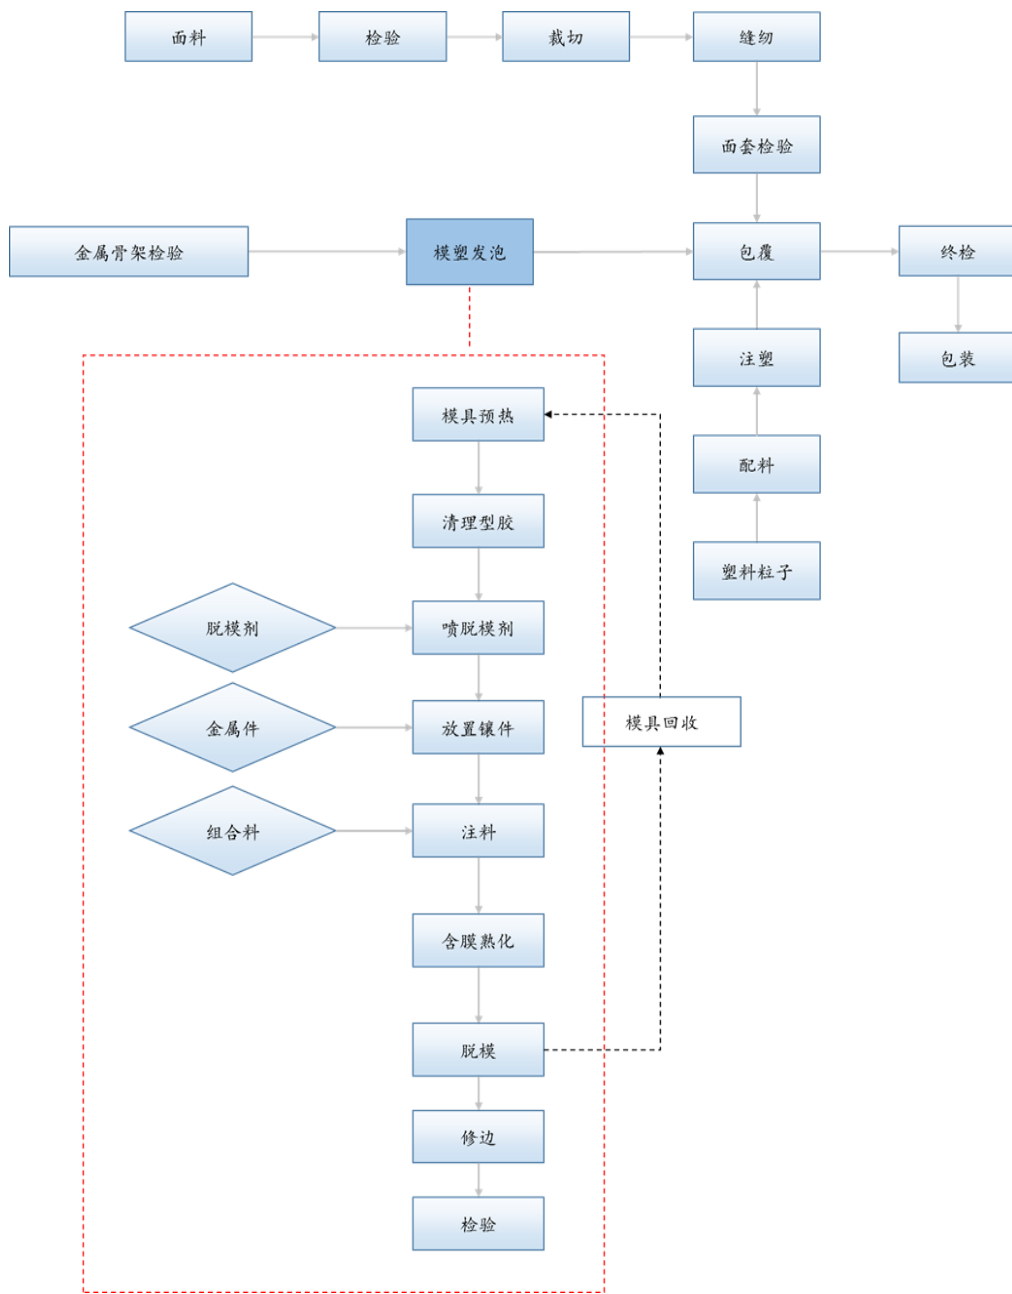 面料
检验
裁切
缝纫
面套检验
金属骨架检验
模塑发泡
包覆
终检
注塑
包装
模具预热
配料
清理型胶
塑料粒子
脱模剂
喷脱模剂
金属件
放置镶件
模具回收
组合料
注料
含膜熟化
脱模
修边
检验